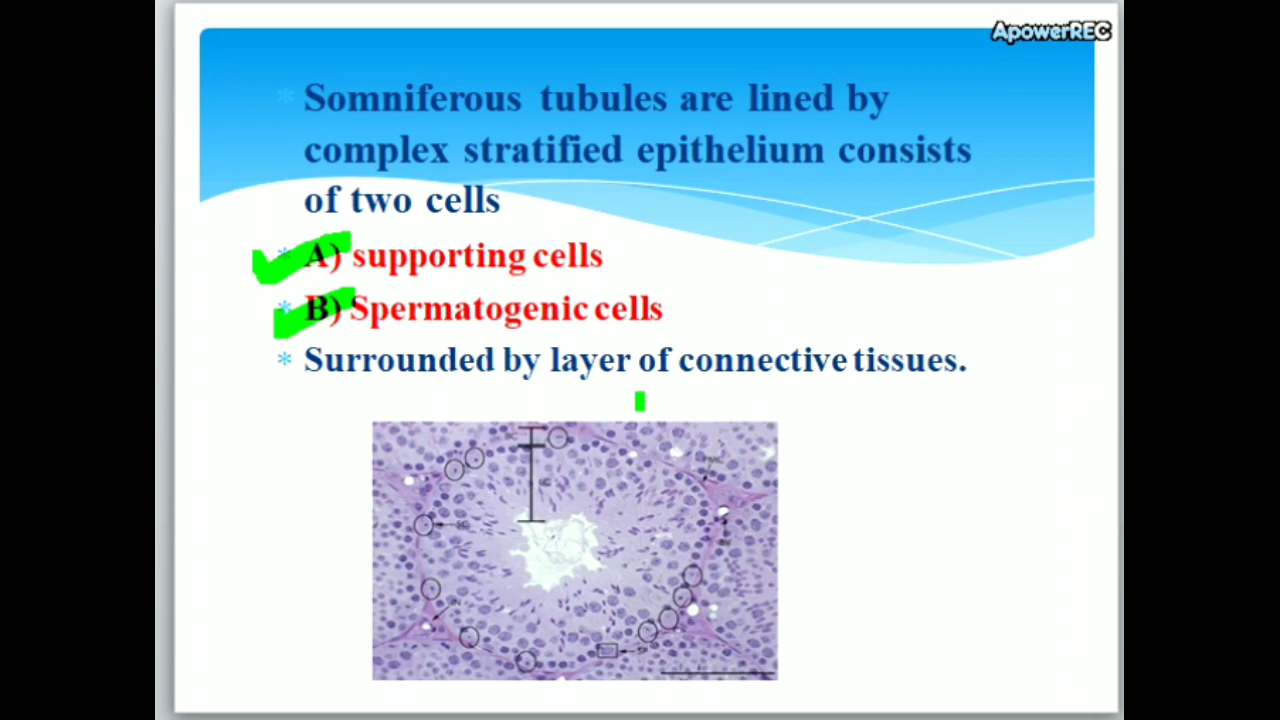 ApowerREC
* Somniferous tubules are lined by
complex stratified epithelium consists
of two cells
* A) supporting cells
* B) Spermatogenic cells
* Surrounded by layer of connective tissues.